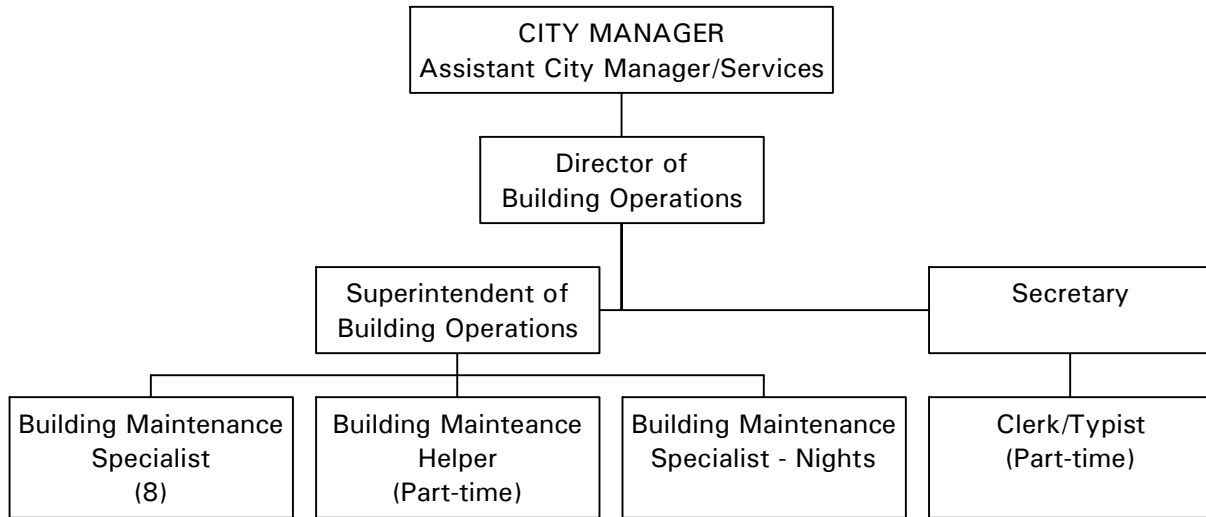 CITY MANAGER
Assistant City Manager/Services
Director of
Building Operations
Superintendent of
Building Operations
Secretary
Building Maintenance
Specialist
(8)
Building Mainteance
Helper
(Part-time)
Building Maintenance
Specialist - Nights
Clerk/Typist
(Part-time)